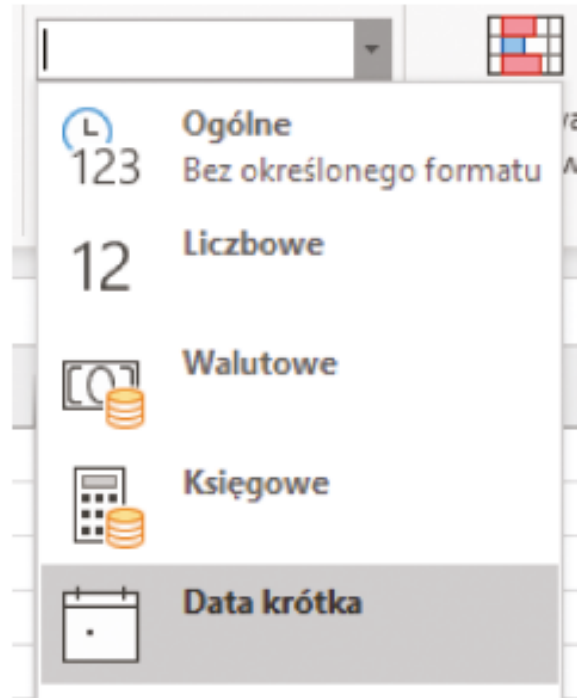 Ogólne
123
Bez określonego formatu
12
Liczbowe
Walutowe
Księgowe
Data krótka